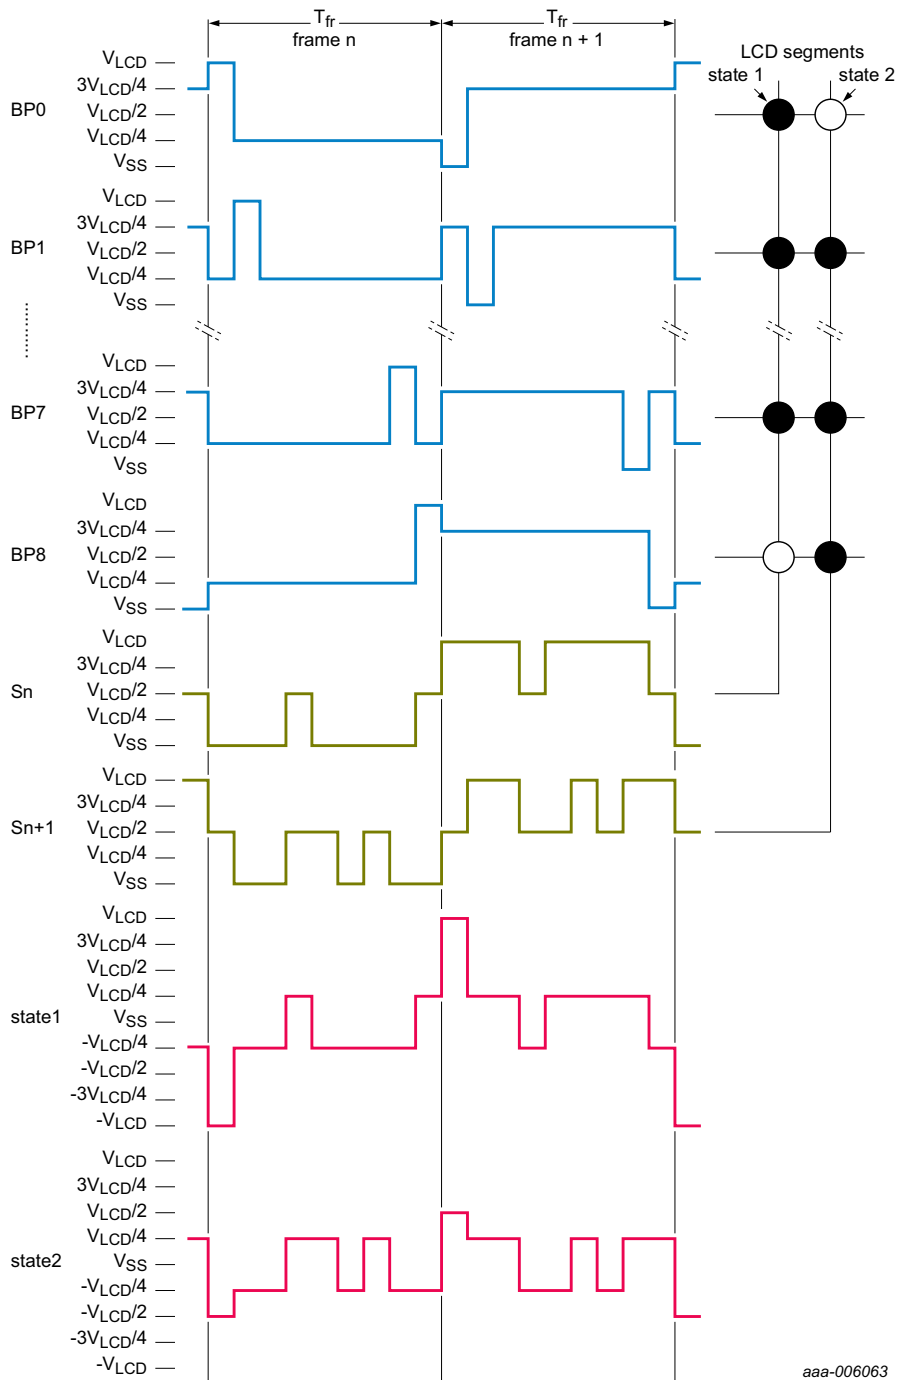 Tfr Tfr
frame n frame n + 1
LCD segments
state 1 state 2
BP0
VLCD
3VLCD/4
VLCD/2
VLCD/4
VSS
BP1
VLCD
3VLCD/4
VLCD/2
VLCD/4
VSS
BP7
VLCD
3VLCD/4
VLCD/2
VLCD/4
VSS
BP8
VLCD
3VLCD/4
VLCD/2
VLCD/4
VSS
Sn
VLCD
3VLCD/4
VLCD/2
VLCD/4
VSS
Sn+1
VLCD
3VLCD/4
VLCD/2
VLCD/4
VSS
state1
VLCD
3VLCD/4
VLCD/2
VLCD/4
VSS
-VLCD/4
-VLCD/2
-3VLCD/4
-VLCD
state2
VLCD
3VLCD/4
VLCD/2
VLCD/4
VSS
-VLCD/4
-VLCD/2
-3VLCD/4
-VLCD
aaa-006063